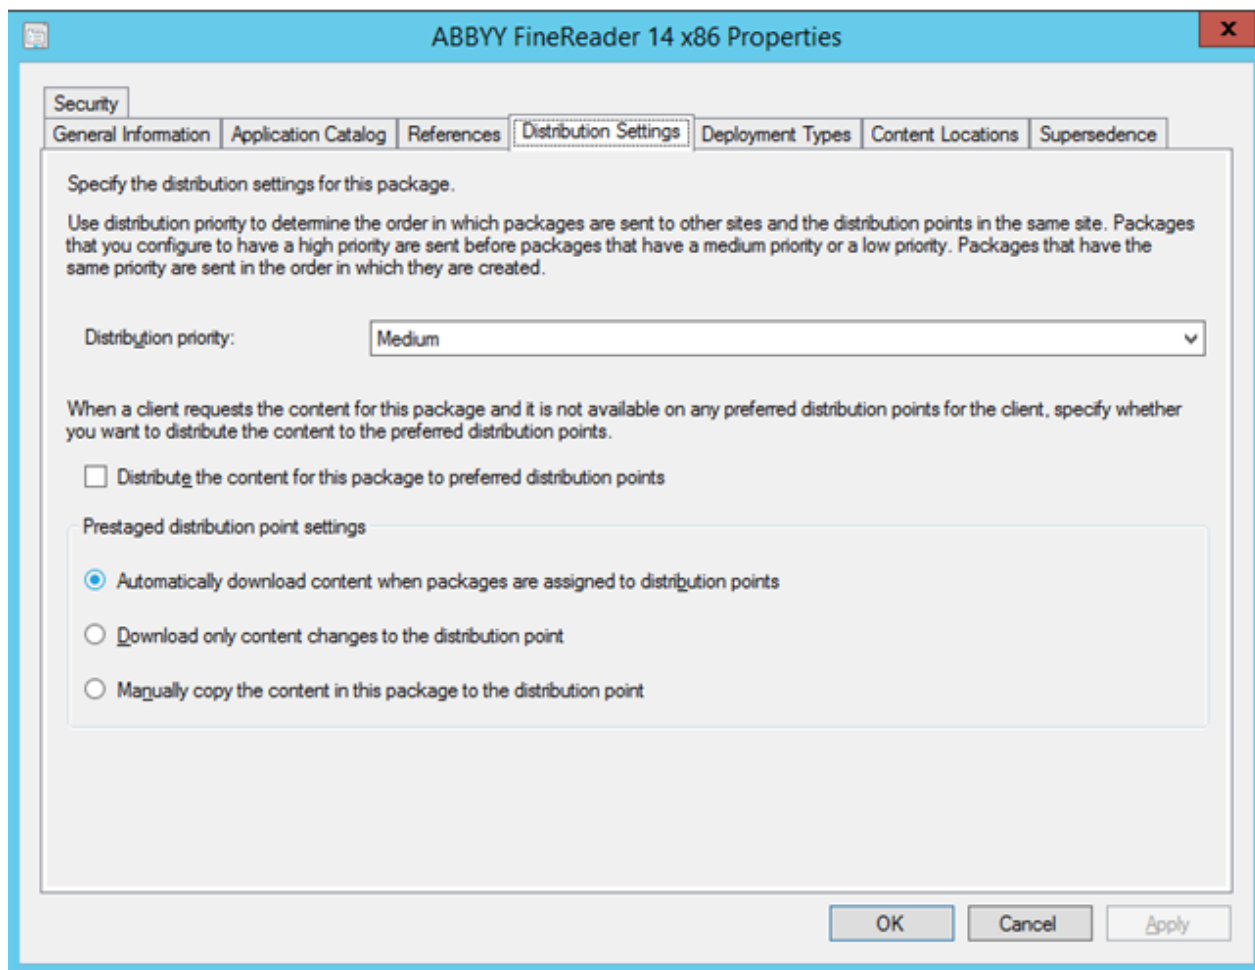 ABBYY FineReader 14 x86 Properties
x
Security
General Information Application Catalog References Distribution Settings Deployment Types Content Locations Supersedence
Specify the distribution settings for this package.
Use distribution priority to determine the order in which packages are sent to other sites and the distribution points in the same site. Packages
that you configure to have a high priority are sent before packages that have a medium priority or a low priority. Packages that have the
same priority are sent in the order in which they are created.
Distribution priority: Medium
When a client requests the content for this package and it is not available on any preferred distribution points for the client, specify whether
you want to distribute the content to the preferred distribution points.
Distribute the content for this package to preferred distribution points
Prestaged distribution point settings
Automatically download content when packages are assigned to distribution points
Download only content changes to the distribution point
Manually copy the content in this package to the distribution point
OK Cancel Apply